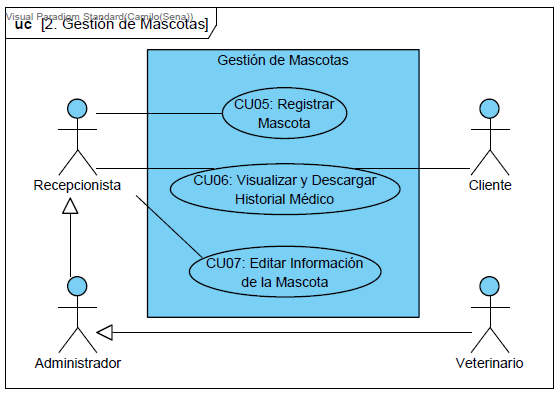 Visual Paradigm Standard(Camilo(Sena))
uc [2. Gestión de Mascotas]
Gestión de Mascotas
CU05: Registrar
Mascota
Recepcionista
CU06: Visualizar y Descargar
Historial Médico
Cliente
CU07: Editar Información
de la Mascota
Administrador
Veterinario